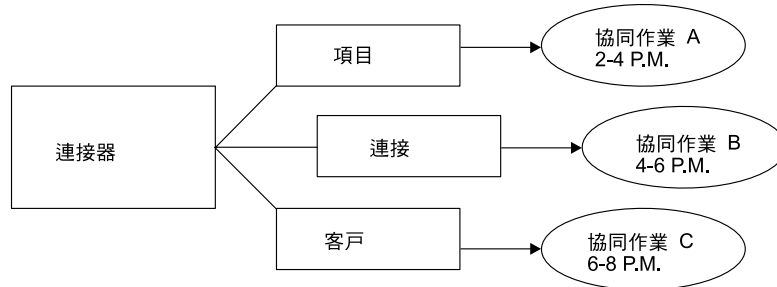 項目
協同作業 A
2-4 P.M.
連接器
連接
協同作業 B
4-6 P.M.
客戶
協同作業 C
6-8 P.M.